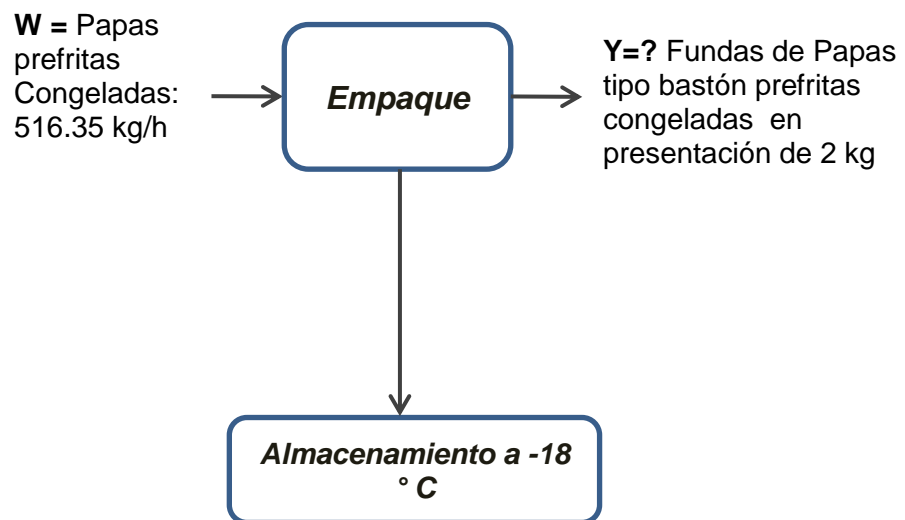 W = Papas
prefritas
Congeladas:
516.35 kg/h
Empaque
Y=? Fundas de Papas
tipo bastón prefritas
congeladas en
presentación de 2 kg
Almacenamiento a -18
° C